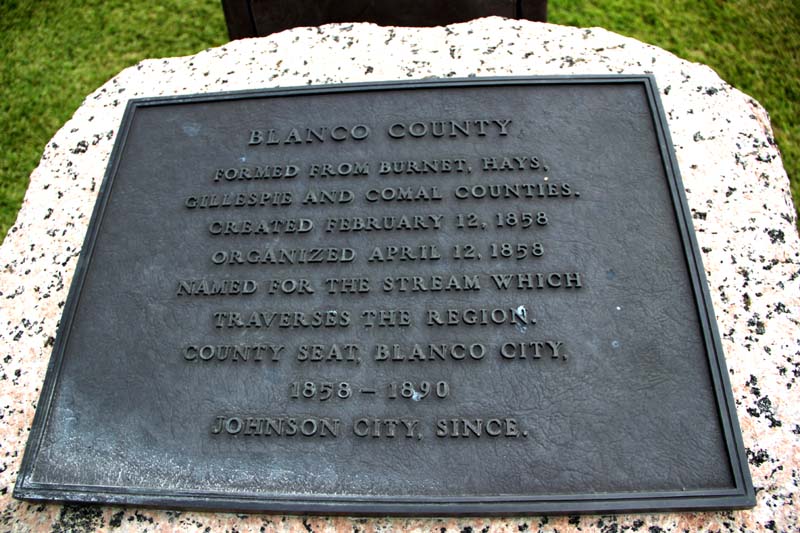 BLANCO COUNTY
FORMED FROM BURNET, HAYS,
GILLESPIE AND COMAL COUNTIES.
CREATED FEBRUARY 12, 1858
ORGANIZED APRIL 12, 1858
NAMED FOR THE STREAM WHICH
TRAVERSES THE REGION.
COUNTY SEAT, BLANCO CITY,
1858 – 1890
JOHNSON CITY, SINCE.